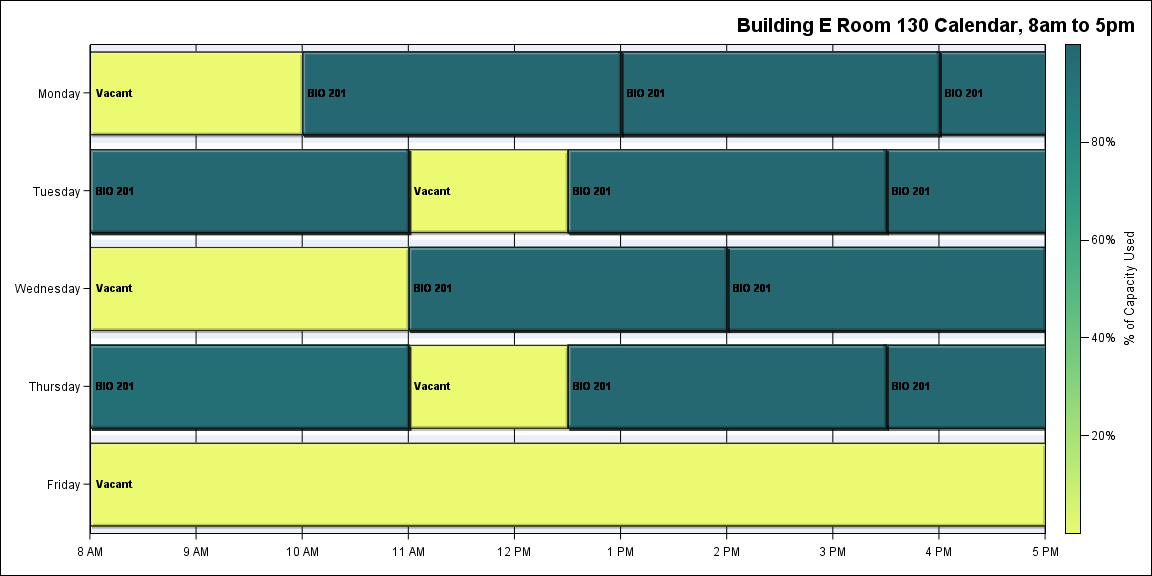 Building E Room 130 Calendar, 8am to 5pm
Monday
Vacant
BIO 201
BIO 201
BIO 201
Tuesday
BIO 201
Vacant
BIO 201
BIO 201
Wednesday
Vacant
BIO 201
BIO 201
Thursday
BIO 201
Vacant
BIO 201
BIO 201
Friday
Vacant
8 AM
9 AM
10 AM
11 AM
12 PM
1 PM
2 PM
3 PM
4 PM
5 PM
80%
60%
40%
20%
% of Capacity Used